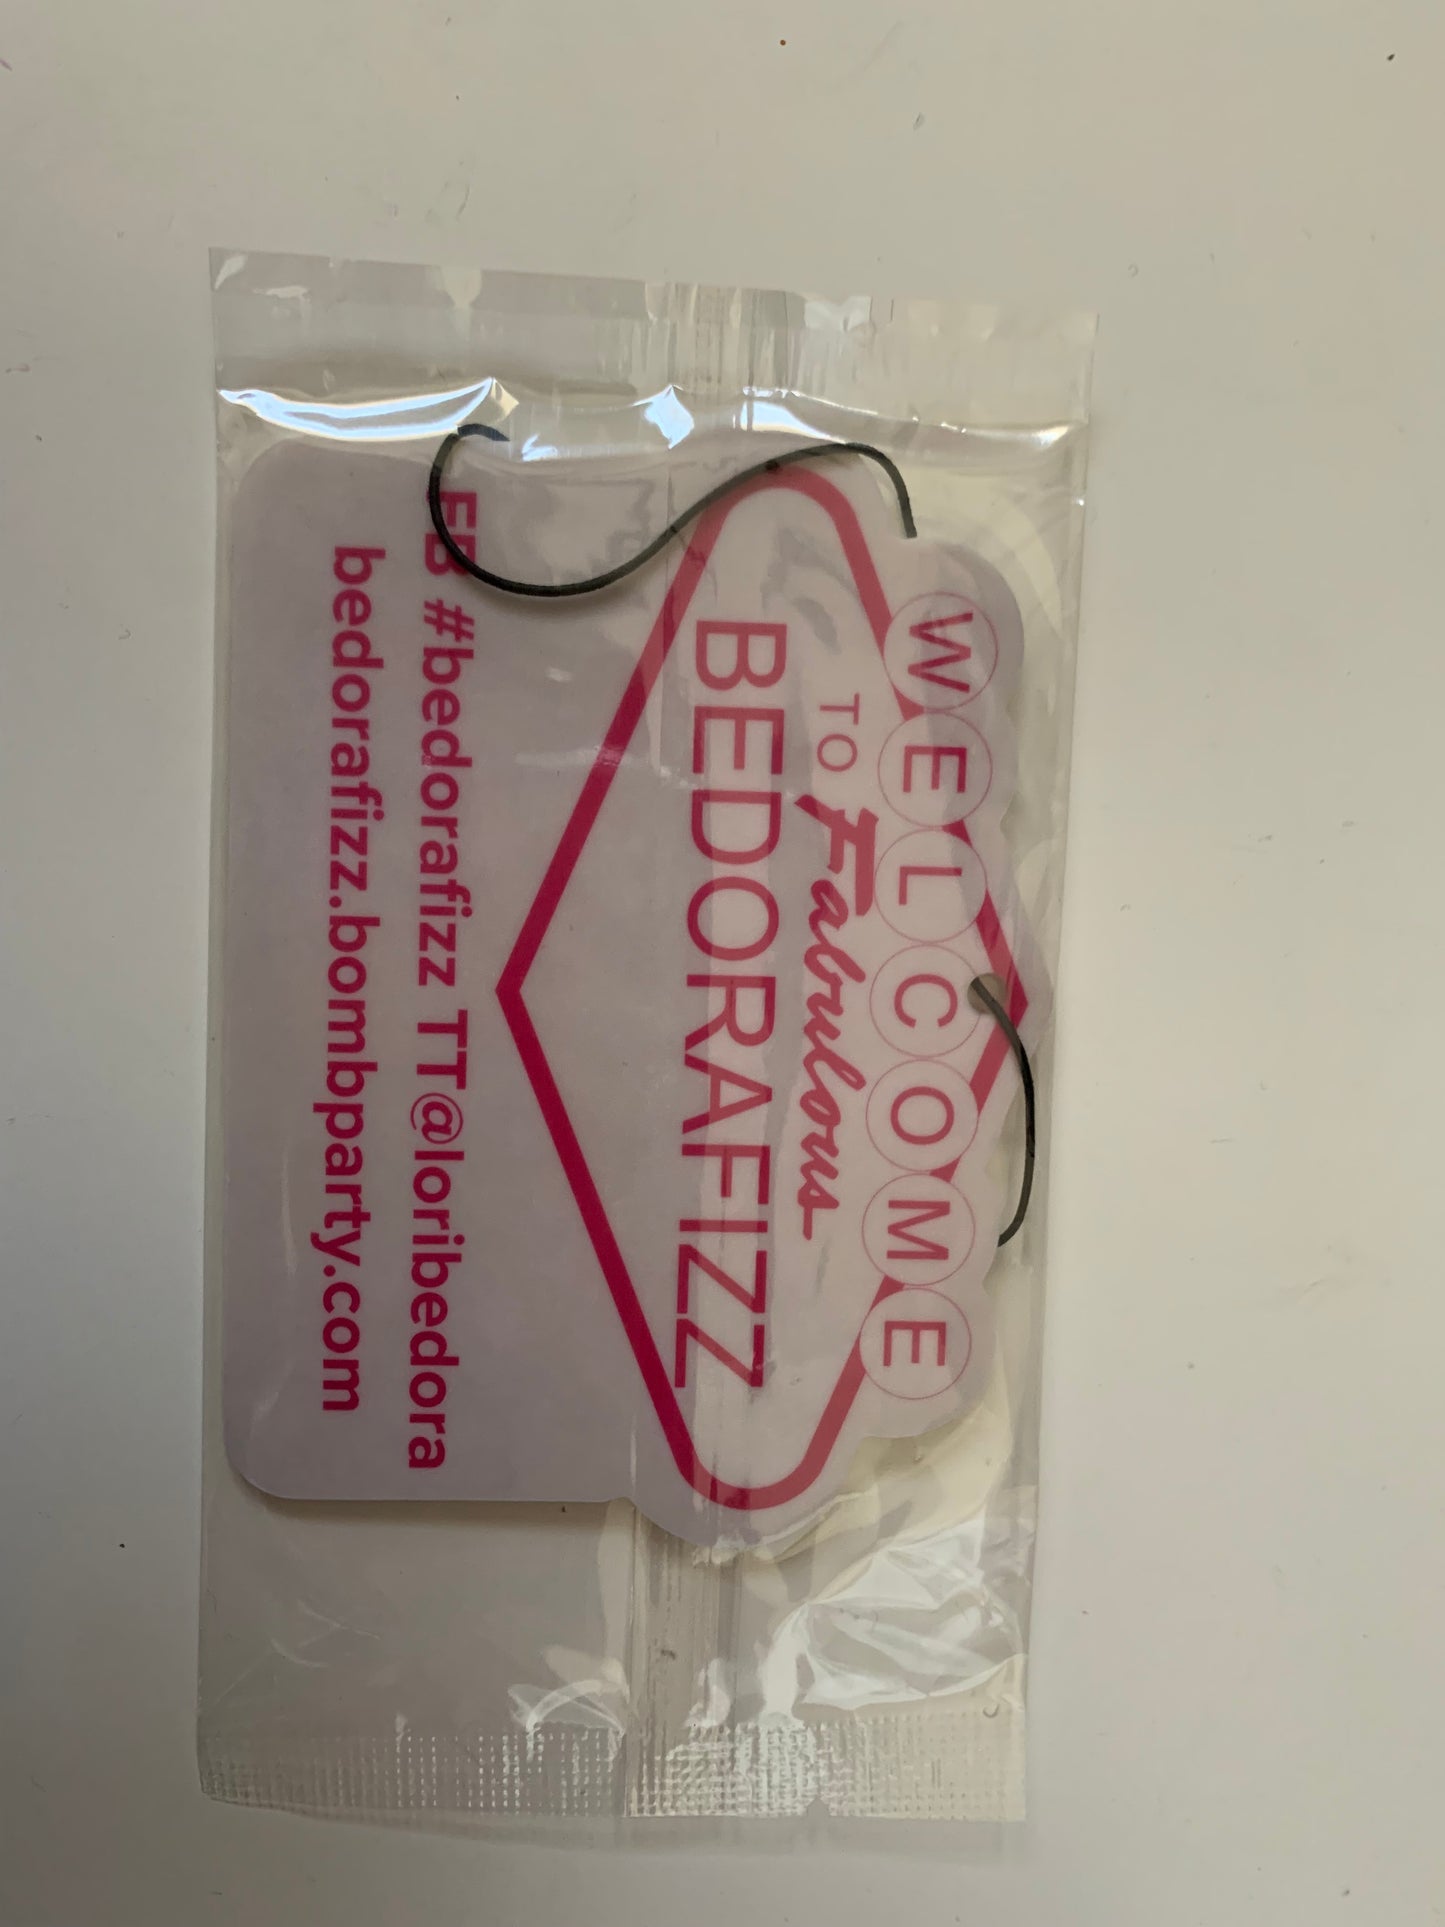 WELCOME
TO Fabulous
BEDORAFIZZ
FB #bedorafizz TT@loribedora
bedorafizz.bombparty.com